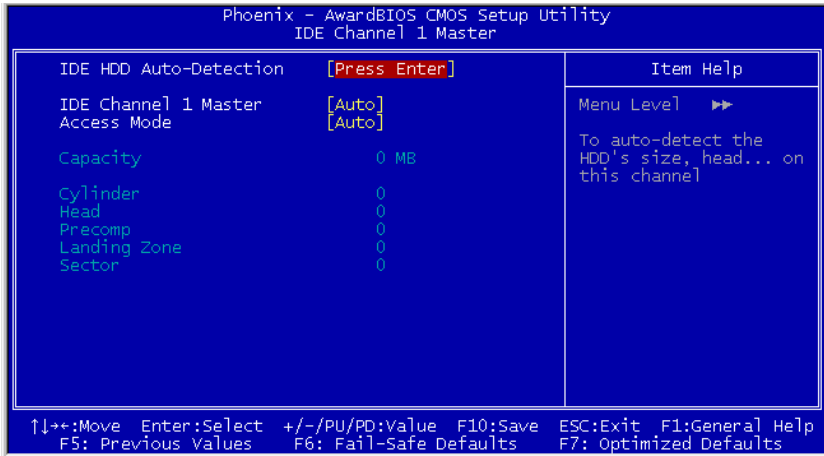 Phoenix - AwardBIOS CMOS Setup Utility
IDE Channel 1 Master
IDE HDD Auto-Detection [Press Enter]
IDE Channel 1 Master [Auto]
Access Mode [Auto]
Capacity 0 MB
Cylinder 0
Head 0
Precomp 0
Landing Zone 0
Sector 0
Item Help
Menu Level ▶▶
To auto-detect the
HDD's size, head... on
this channel
↑↓→←:Move Enter:Select +/-/PU/PD:Value F10:Save ESC:Exit F1:General Help
F5: Previous Values F6: Fail-Safe Defaults F7: Optimized Defaults